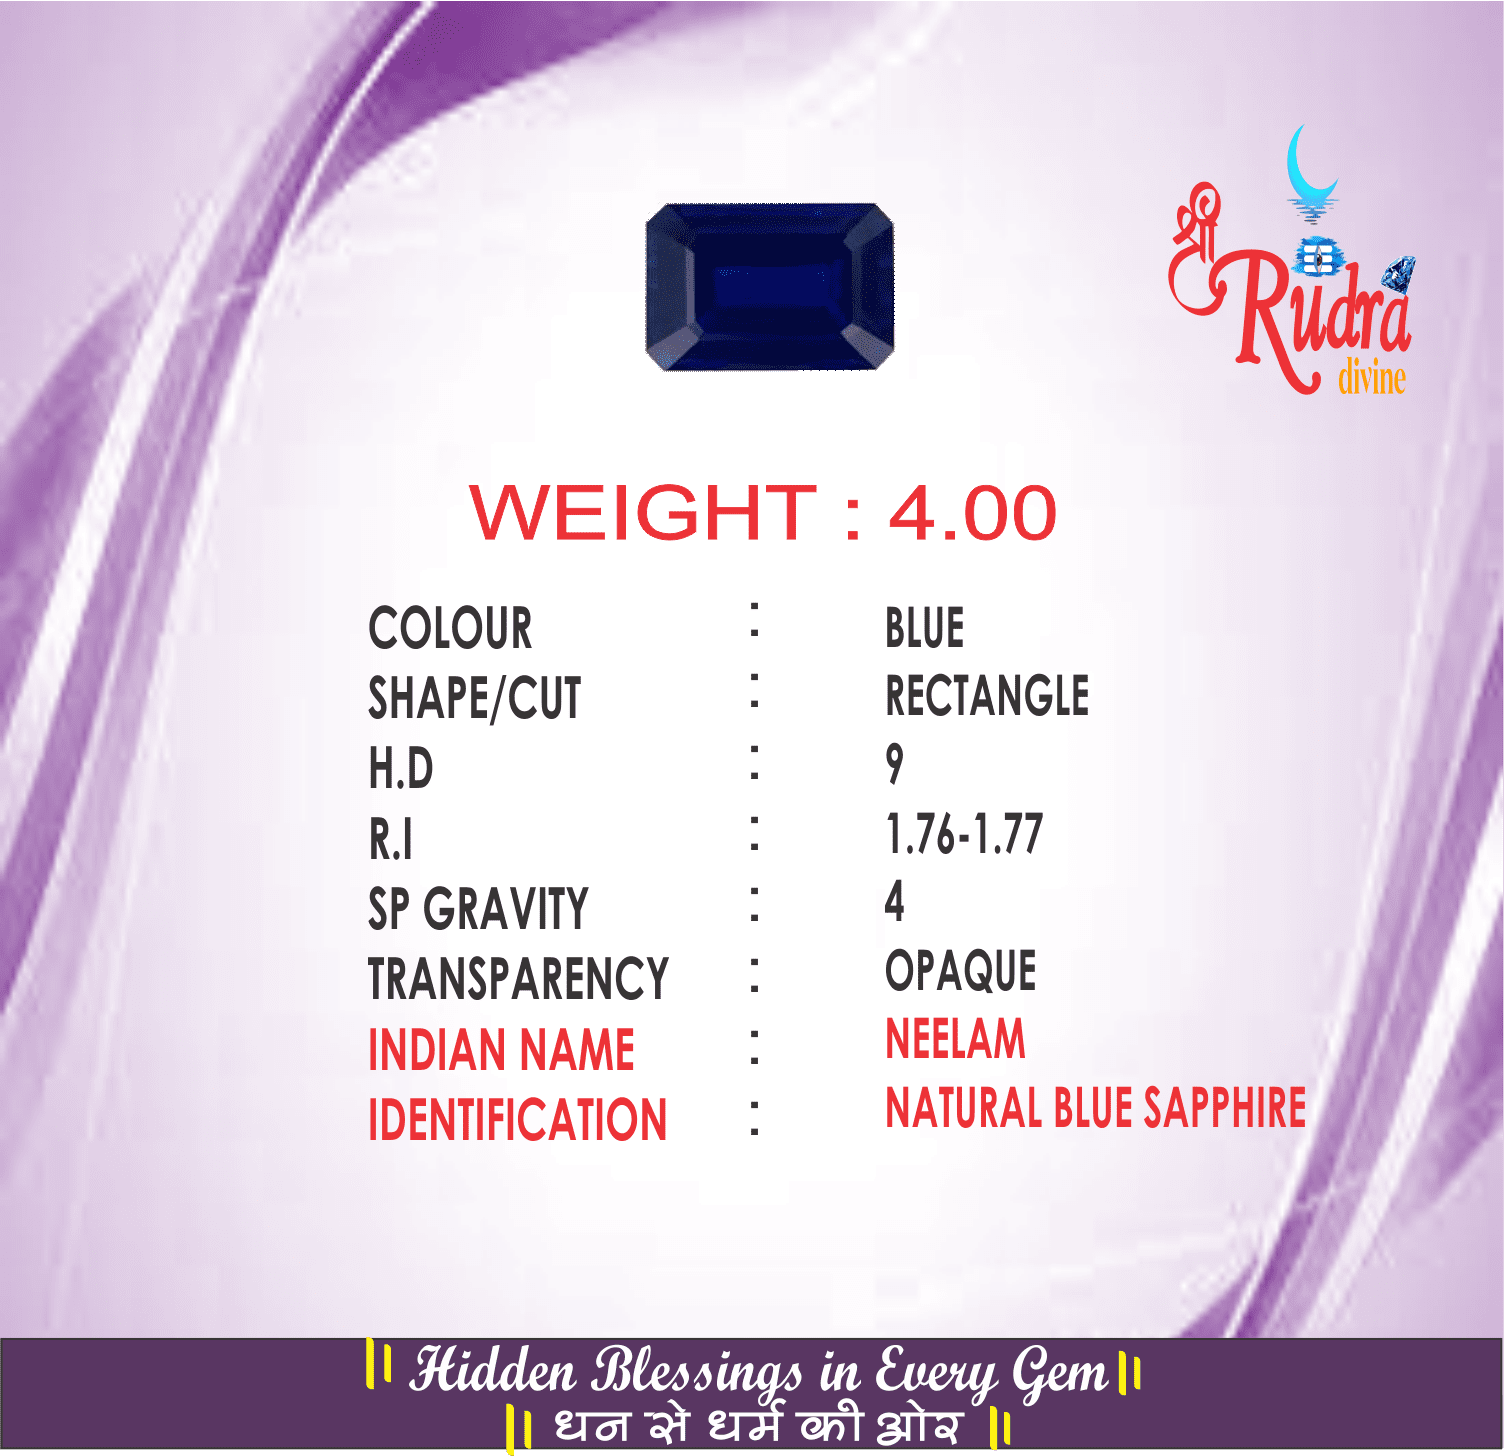 श्री
Rudra
divine
WEIGHT : 4.00
COLOUR : BLUE
SHAPE/CUT : RECTANGLE
H.D : 9
R.I : 1.76-1.77
SP GRAVITY : 4
TRANSPARENCY : OPAQUE
INDIAN NAME : NEELAM
IDENTIFICATION : NATURAL BLUE SAPPHIRE
|| Hidden Blessings in Every Gem ||
|| धन से धर्म की ओर ||